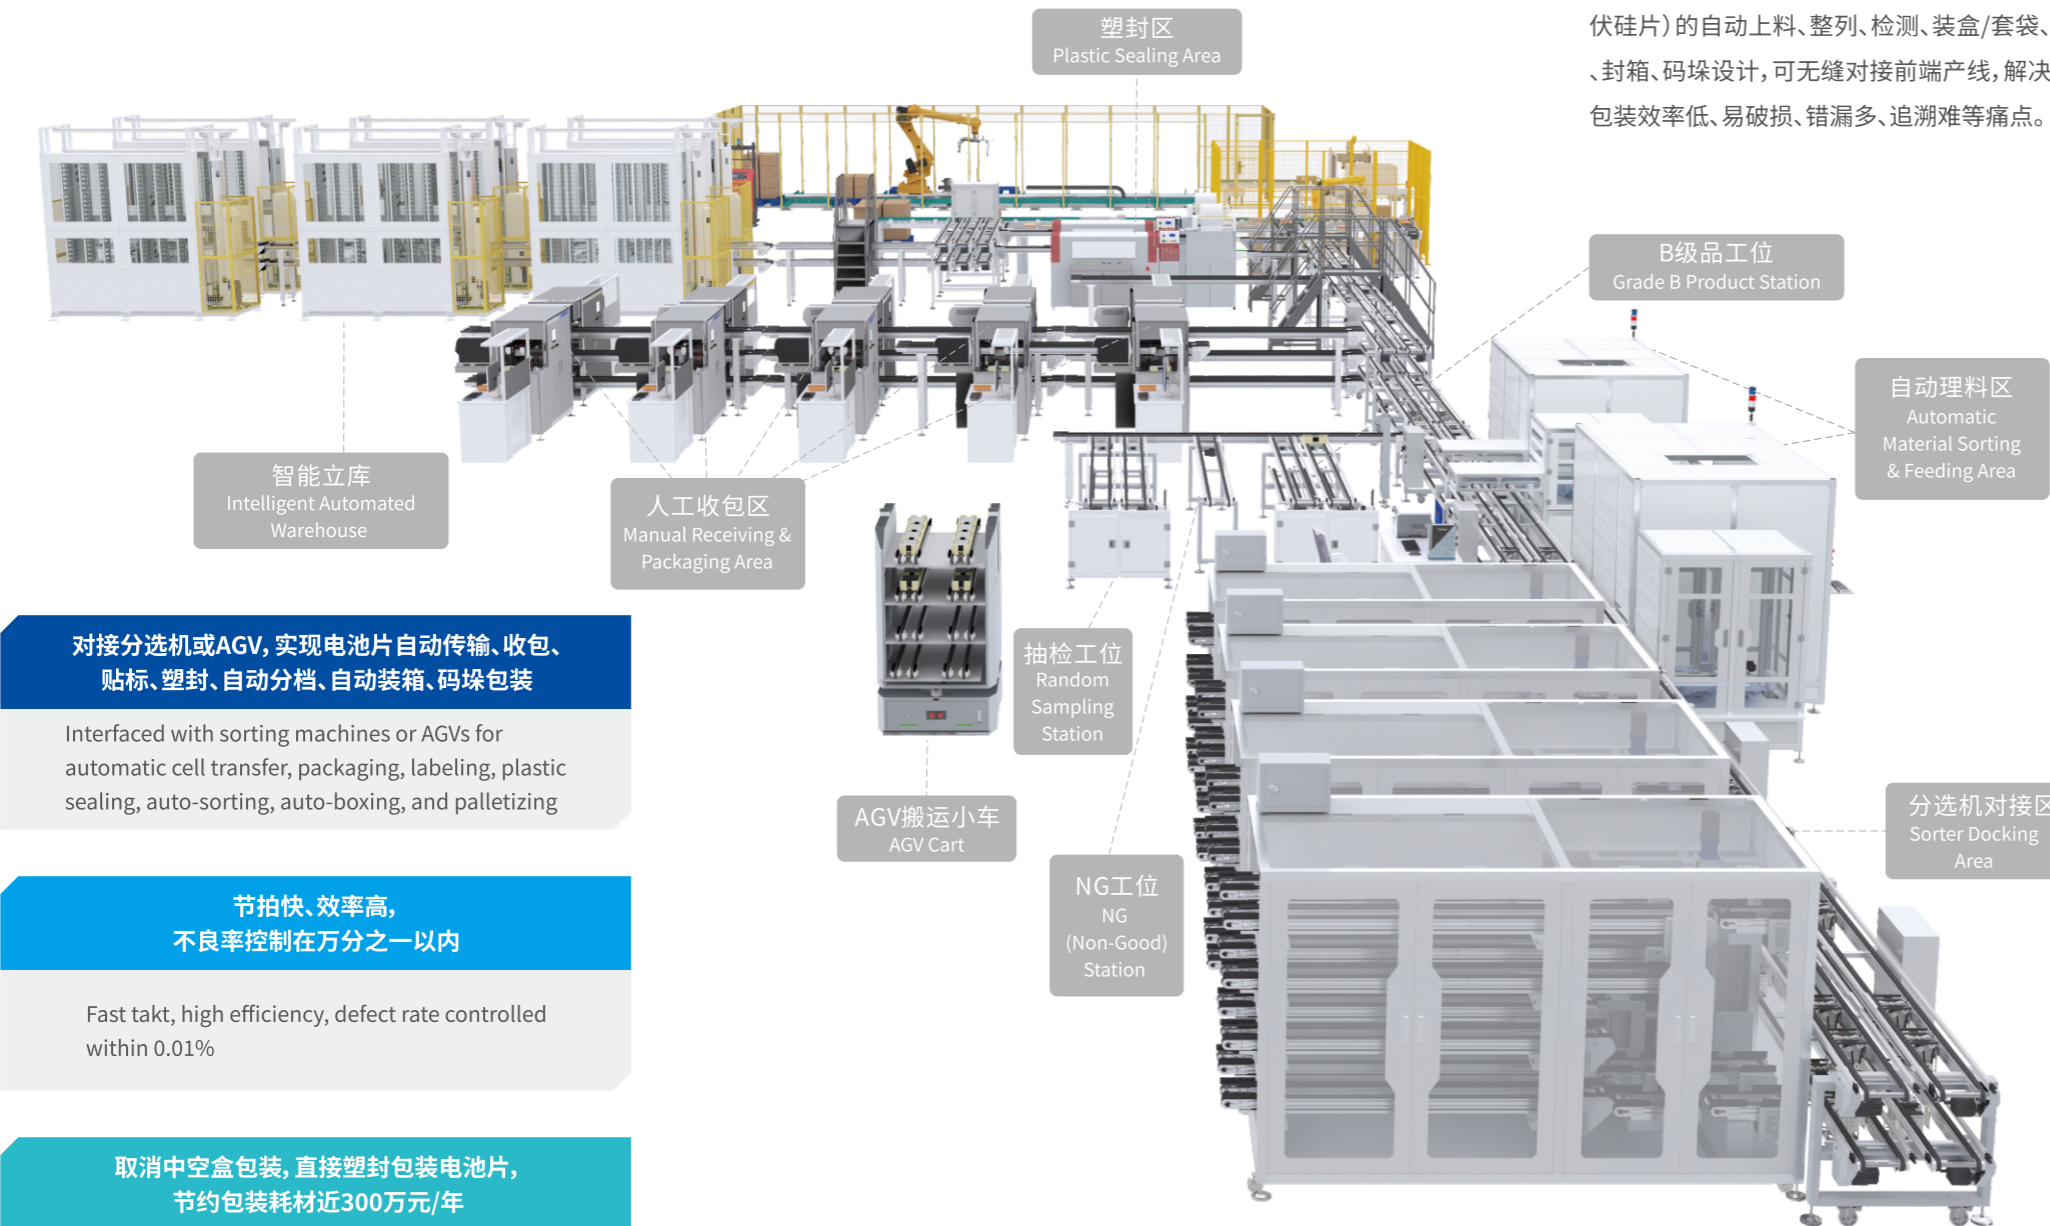 伏硅片)的自动上料、整列、检测、装盒/套袋、
、封箱、码垛设计，可无缝对接前端产线，解决
包装效率低、易破损、错漏多、追溯难等痛点。
塑封区
Plastic Sealing Area
B级品工位
Grade B Product Station
自动理料区
Automatic
Material Sorting
& Feeding Area
智能立库
Intelligent Automated
Warehouse
人工收包区
Manual Receiving &
Packaging Area
抽检工位
Random
Sampling
Station
AGV搬运小车
AGV Cart
NG工位
NG
(Non-Good)
Station
分选机对接区
Sorter Docking
Area
对接分选机或AGV，实现电池片自动传输、收包、
贴标、塑封、自动分档、自动装箱、码垛包装
Interfaced with sorting machines or AGVs for
automatic cell transfer, packaging, labeling, plastic
sealing, auto-sorting, auto-boxing, and palletizing
节拍快、效率高，
不良率控制在万分之一以内
Fast takt, high efficiency, defect rate controlled
within 0.01%
取消中空盒包装，直接塑封包装电池片，
节约包装耗材近300万元/年